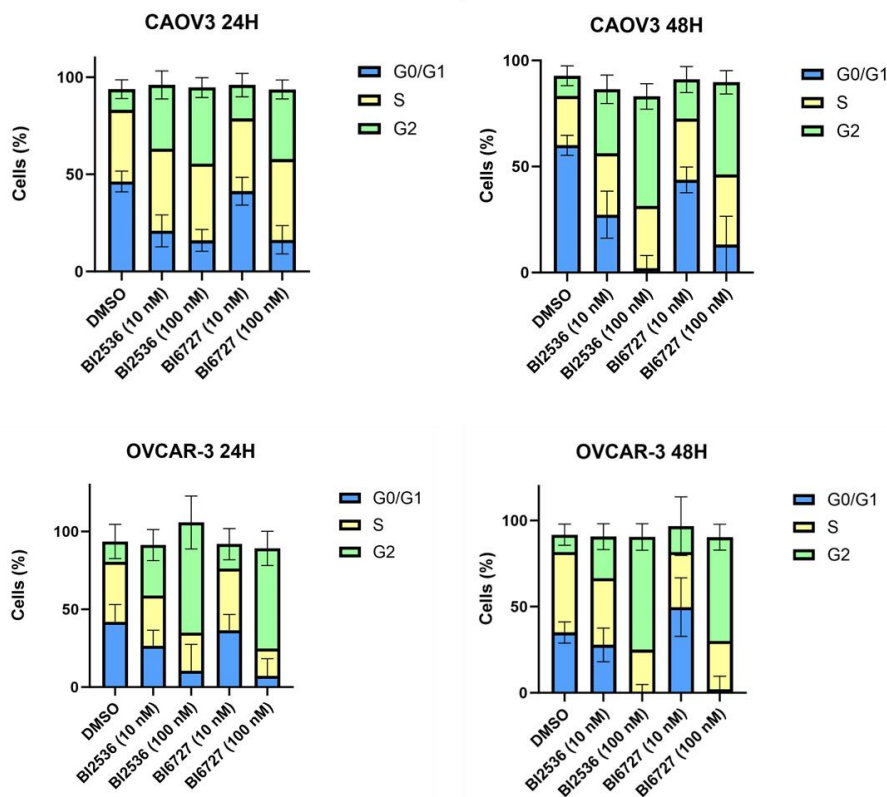 CAOV3 24H
Cells (%)
100
50
0
DMSO
BI2536 (10 nM)
BI2536 (100 nM)
BI6727 (10 nM)
BI6727 (100 nM)
G0/G1
S
G2
CAOV3 48H
Cells (%)
100
50
0
DMSO
BI2536 (10 nM)
BI2536 (100 nM)
BI6727 (10 nM)
BI6727 (100 nM)
G0/G1
S
G2
OVCAR-3 24H
Cells (%)
100
50
0
DMSO
BI2536 (10 nM)
BI2536 (100 nM)
BI6727 (10 nM)
BI6727 (100 nM)
G0/G1
S
G2
OVCAR-3 48H
Cells (%)
100
50
0
DMSO
BI2536 (10 nM)
BI2536 (100 nM)
BI6727 (10 nM)
BI6727 (100 nM)
G0/G1
S
G2